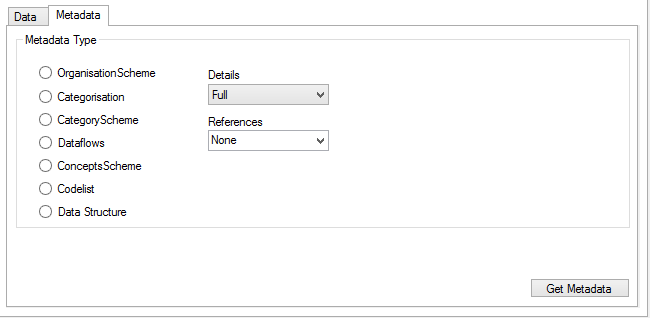 Data Metadata
Metadata Type
OrganisationScheme
Categorisation
CategoryScheme
Dataflows
ConceptsScheme
Codelist
Data Structure
Details
Full
References
None
Get Metadata